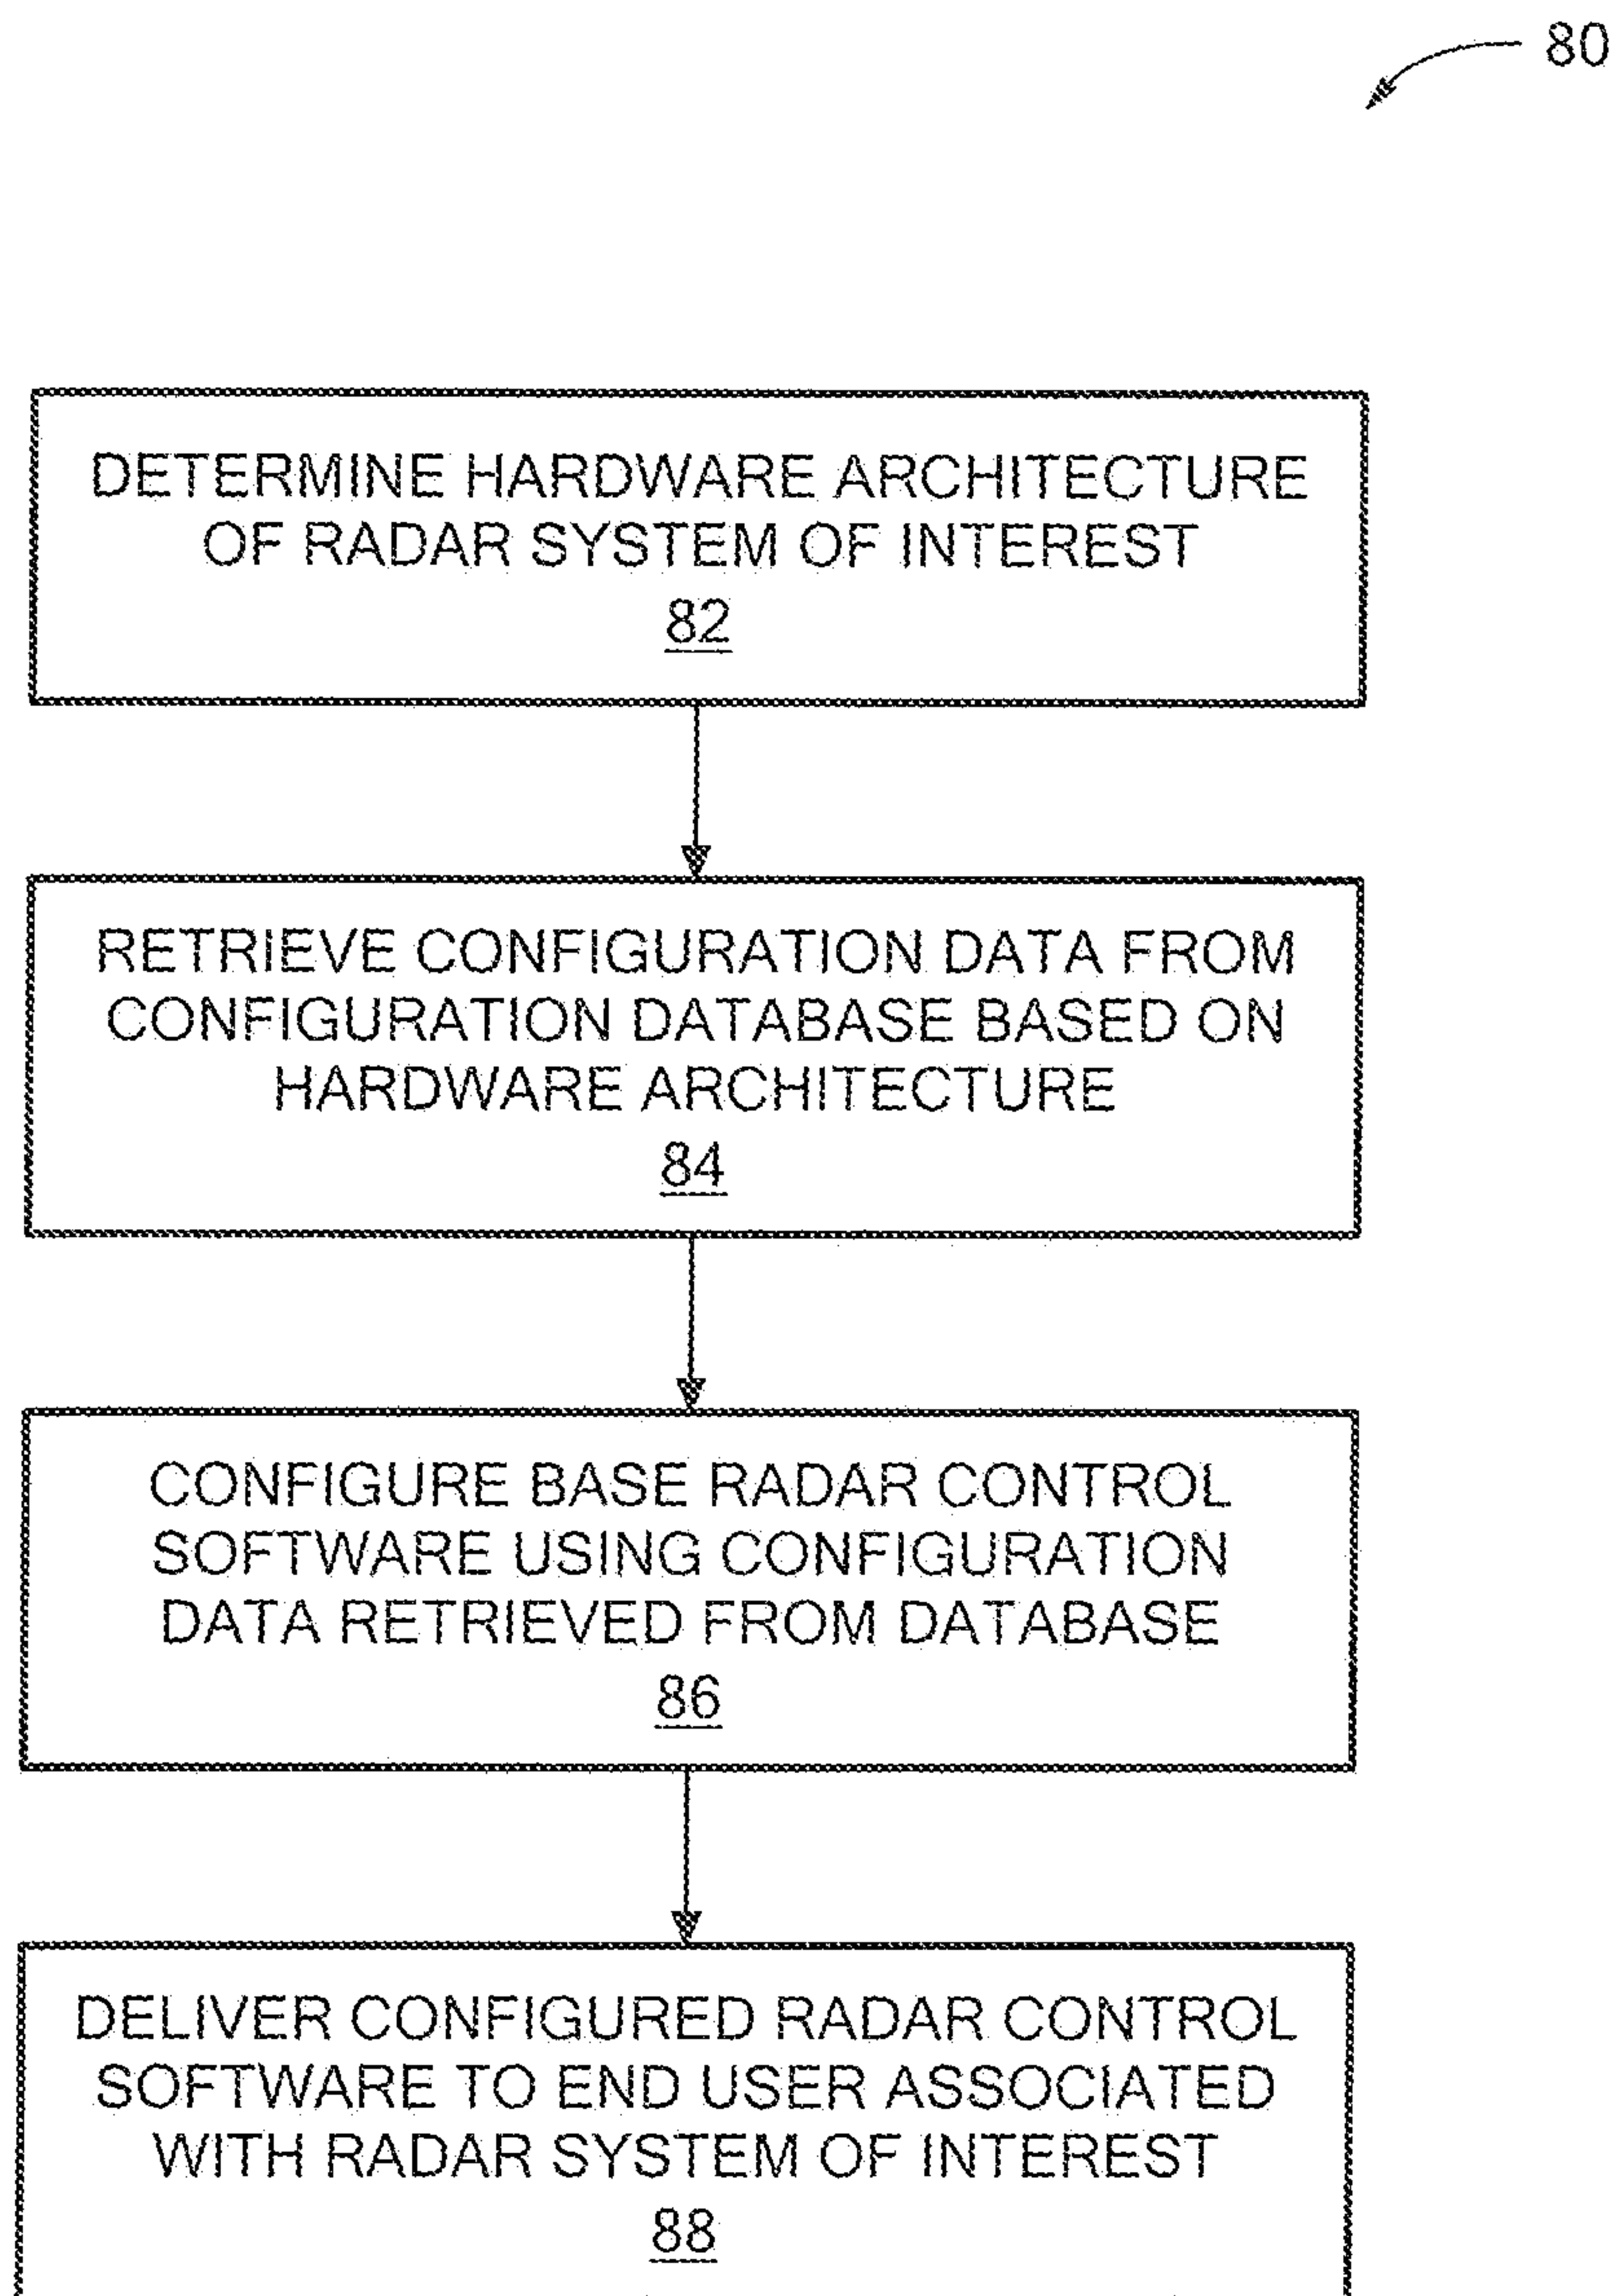 80
DETERMINE HARDWARE ARCHITECTURE
OF RADAR SYSTEM OF INTEREST
82
RETRIEVE CONFIGURATION DATA FROM
CONFIGURATION DATABASE BASED ON
HARDWARE ARCHITECTURE
84
CONFIGURE BASE RADAR CONTROL
SOFTWARE USING CONFIGURATION
DATA RETRIEVED FROM DATABASE
86
DELIVER CONFIGURED RADAR CONTROL
SOFTWARE TO END USER ASSOCIATED
WITH RADAR SYSTEM OF INTEREST
88